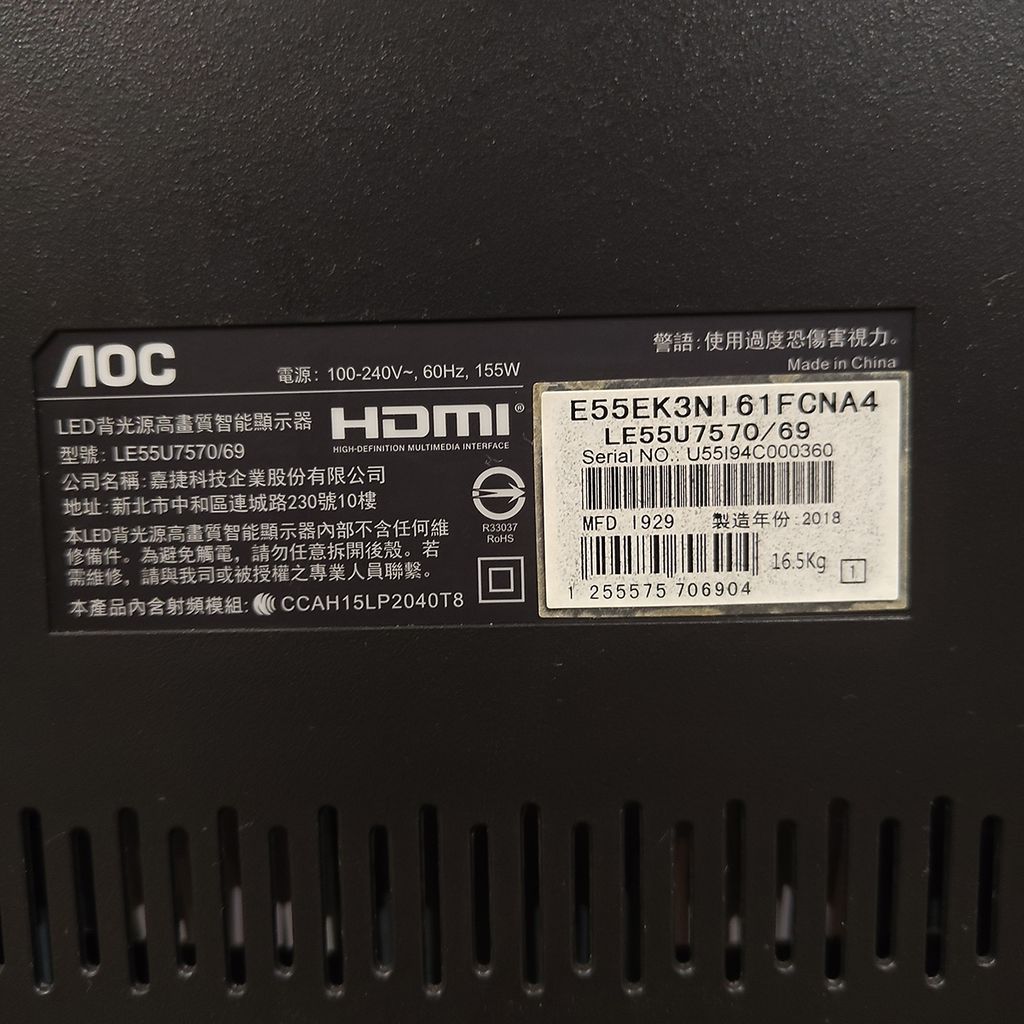 AOC
電源: 100-240V~, 60Hz, 155W
警語:使用過度恐傷害視力。
Made in China
LED背光源高畫質智能顯示器
型號: LE55U7570/69
HDMI®
HIGH-DEFINITION MULTIMEDIA INTERFACE
公司名稱:嘉捷科技企業股份有限公司
地址:新北市中和區連城路230號10樓
本LED背光源高畫質智能顯示器內部不含任何維
修備件。為避免觸電,請勿任意拆開後殼。若
需維修,請與我司或被授權之專業人員聯繫。
本產品內含射頻模組: CCAH15LP2040T8
R33037
RoHS
E55EK3NI61FCNA4
LE55U7570/69
Serial NO.: U55I94C000360
MFD I929 製造年份:2018
16.5Kg 1
1 255575 706904